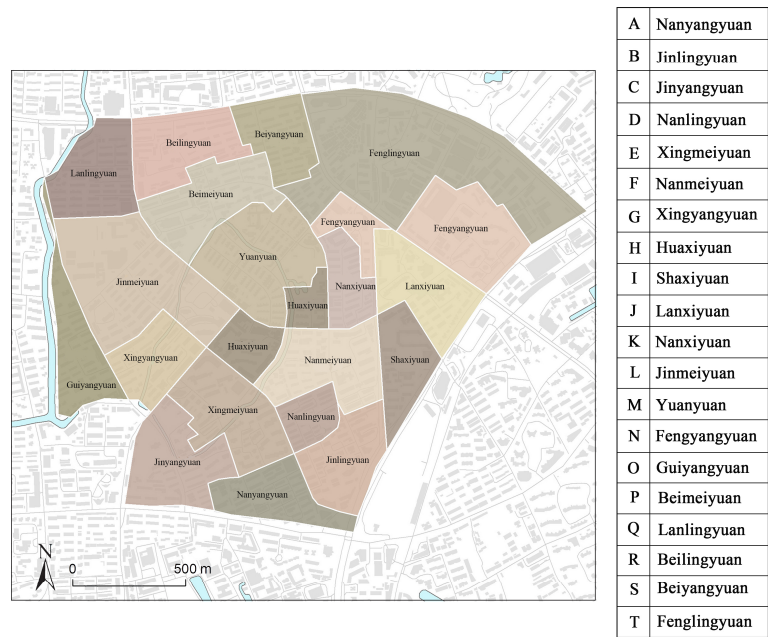 Beiyangyuan
Beilingyuan
Fenglingyuan
Lanlingyuan
Beimeiyuan
Fengyangyuan
Fengyangyuan
Yuanyuan
Jinmeiyuan
Nanxiyuan
Lanxiyuan
Huaxiyuan
Huaxiyuan
Xingyangyuan
Nanmeiyuan
Shaxiyuan
Guiyangyuan
Xingmeiyuan
Nanlingyuan
Jinyangyuan
Jinlingyuan
Nanyangyuan
N
0 500 m
A Nanyangyuan
B Jinlingyuan
C Jinyangyuan
D Nanlingyuan
E Xingmeiyuan
F Nanmeiyuan
G Xingyangyuan
H Huaxiyuan
I Shaxiyuan
J Lanxiyuan
K Nanxiyuan
L Jinmeiyuan
M Yuanyuan
N Fengyangyuan
O Guiyangyuan
P Beimeiyuan
Q Lanlingyuan
R Beilingyuan
S Beiyangyuan
T Fenglingyuan